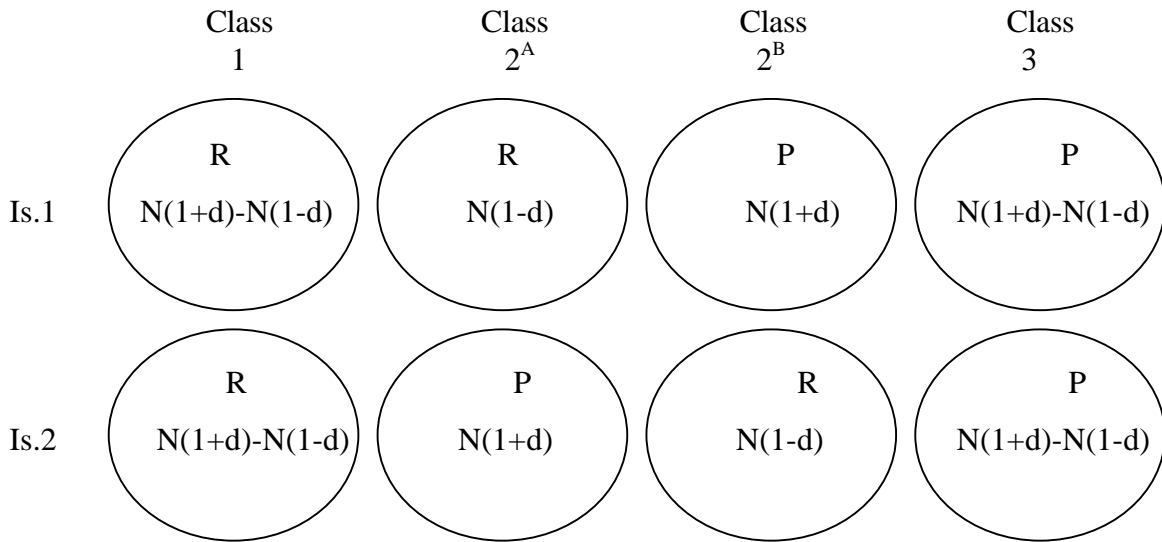 Class Class Class Class
1 2^A 2^B 3
R R P P
Is.1 N(1+d)-N(1-d) N(1-d) N(1+d) N(1+d)-N(1-d)
R P R P
Is.2 N(1+d)-N(1-d) N(1+d) N(1-d) N(1+d)-N(1-d)